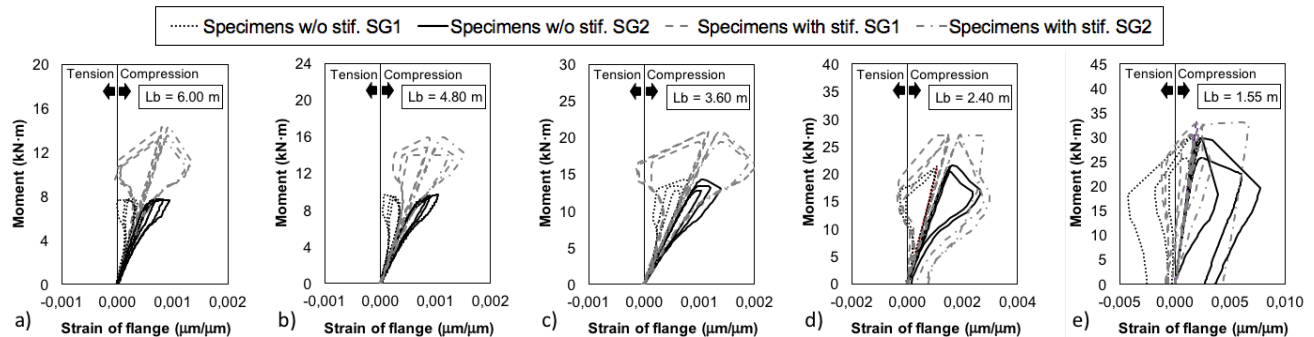 Specimens w/o stif. SG1 Specimens w/o stif. SG2 Specimens with stif. SG1 Specimens with stif. SG2
a)
Moment (kN·m)
20
16
12
8
4
0
Tension Compression
Lb = 6.00 m
-0,001 0,000 0,001 0,002
Strain of flange (μm/μm)
b)
Moment (kN·m)
24
20
16
12
8
4
0
Tension Compression
Lb = 4.80 m
-0,001 0,000 0,001 0,002
Strain of flange (μm/μm)
c)
Moment (kN·m)
30
25
20
15
10
5
0
Tension Compression
Lb = 3.60 m
-0,001 0,000 0,001 0,002
Strain of flange (μm/μm)
d)
Moment (kN·m)
40
35
30
25
20
15
10
5
0
Tension Compression
Lb = 2.40 m
-0,002 0,000 0,002 0,004
Strain of flange (μm/μm)
e)
Moment (kN·m)
45
40
35
30
25
20
15
10
5
0
Tension Compression
Lb = 1.55 m
-0,005 0,000 0,005 0,010
Strain of flange (μm/μm)